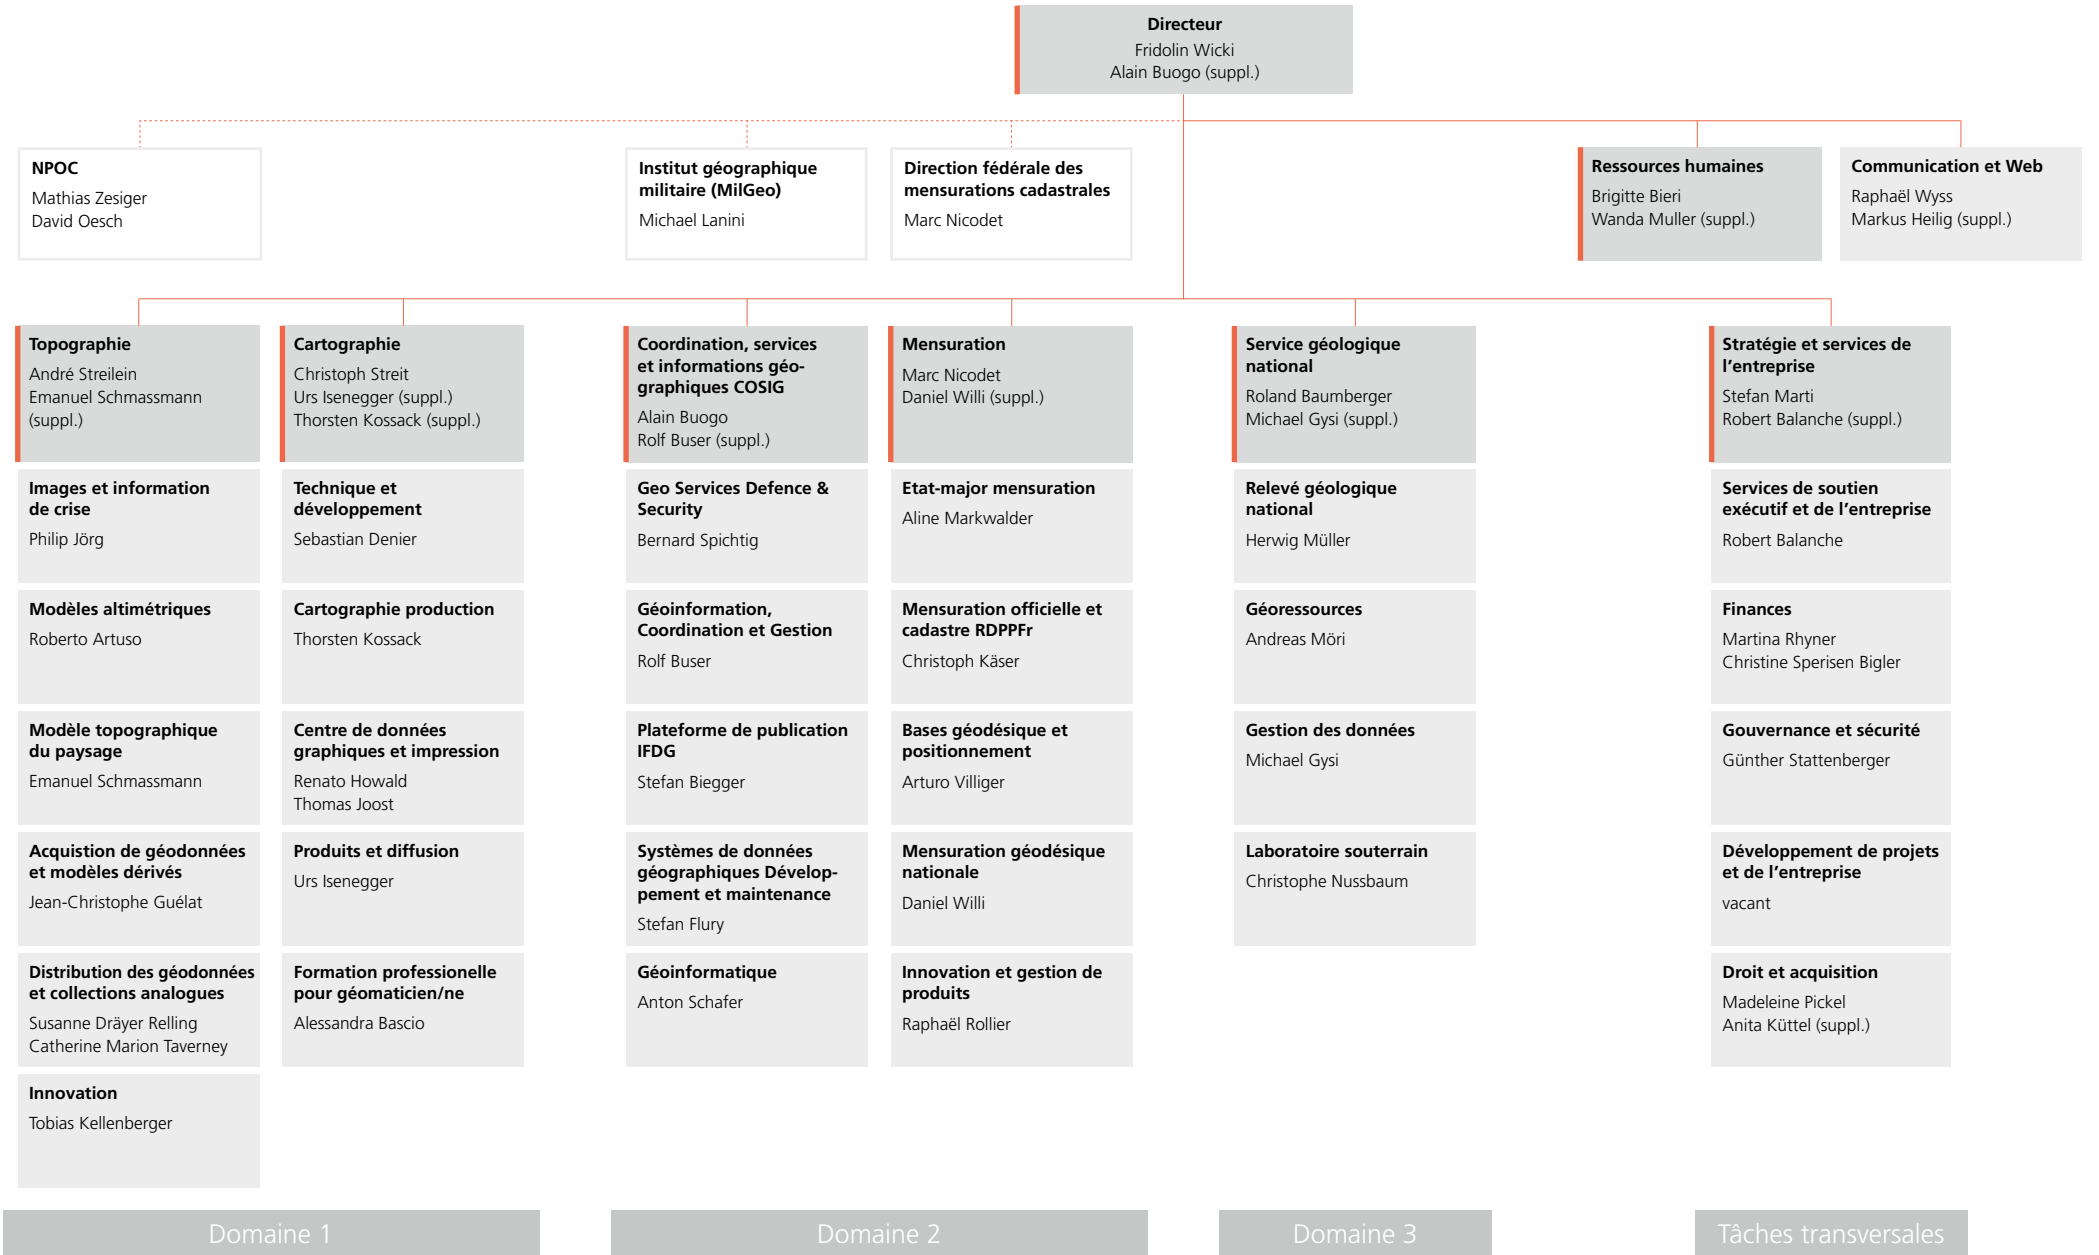 Directeur
Fridolin Wicki
Alain Buogo (suppl.)
NPOC
Mathias Zesiger
David Oesch
Institut géographique
militaire (MilGeo)
Michael Lanini
Direction fédérale des
mensurations cadastrales
Marc Nicodet
Ressources humaines
Brigitte Bieri
Wanda Muller (suppl.)
Communication et Web
Raphaël Wyss
Markus Heilig (suppl.)
Topographie
André Streilein
Emanuel Schmassmann
(suppl.)
Images et information
de crise
Philip Jörg
Modèles altimétriques
Roberto Artuso
Modèle topographique
du paysage
Emanuel Schmassmann
Acquistion de géodonnées
et modèles dérivés
Jean-Christophe Guélat
Distribution des géodonnées
et collections analogues
Susanne Dräyer Relling
Catherine Marion Taverney
Innovation
Tobias Kellenberger
Cartographie
Christoph Streit
Urs Isenegger (suppl.)
Thorsten Kossack (suppl.)
Technique et
développement
Sebastian Denier
Cartographie production
Thorsten Kossack
Centre de données
graphiques et impression
Renato Howald
Thomas Joost
Produits et diffusion
Urs Isenegger
Formation professionelle
pour géomaticien/ne
Alessandra Bascio
Coordination, services
et informations géo-
graphiques COSIG
Alain Buogo
Rolf Buser (suppl.)
Geo Services Defence &
Security
Bernard Spichtig
Géoinformation,
Coordination et Gestion
Rolf Buser
Plateforme de publication
IFDG
Stefan Biegger
Systèmes de données
géographiques Dévelop-
pement et maintenance
Stefan Flury
Géoinformatique
Anton Schafer
Mensuration
Marc Nicodet
Daniel Willi (suppl.)
Etat-major mensuration
Aline Markwalder
Mensuration officielle et
cadastre RDPPFr
Christoph Käser
Bases géodésique et
positionnement
Arturo Villiger
Mensuration géodésique
nationale
Daniel Willi
Innovation et gestion de
produits
Raphaël Rollier
Service géologique
national
Roland Baumberger
Michael Gysi (suppl.)
Relevé géologique
national
Herwig Müller
Géoressources
Andreas Möri
Gestion des données
Michael Gysi
Laboratoire souterrain
Christophe Nussbaum
Stratégie et services de
l'entreprise
Stefan Marti
Robert Balanche (suppl.)
Services de soutien
exécutif et de l'entreprise
Robert Balanche
Finances
Martina Rhyner
Christine Sperisen Bigler
Gouvernance et sécurité
Günther Stattenberger
Développement de projets
et de l'entreprise
vacant
Droit et acquisition
Madeleine Pickel
Anita Küttel (suppl.)
Domaine 1
Domaine 2
Domaine 3
Tâches transversales